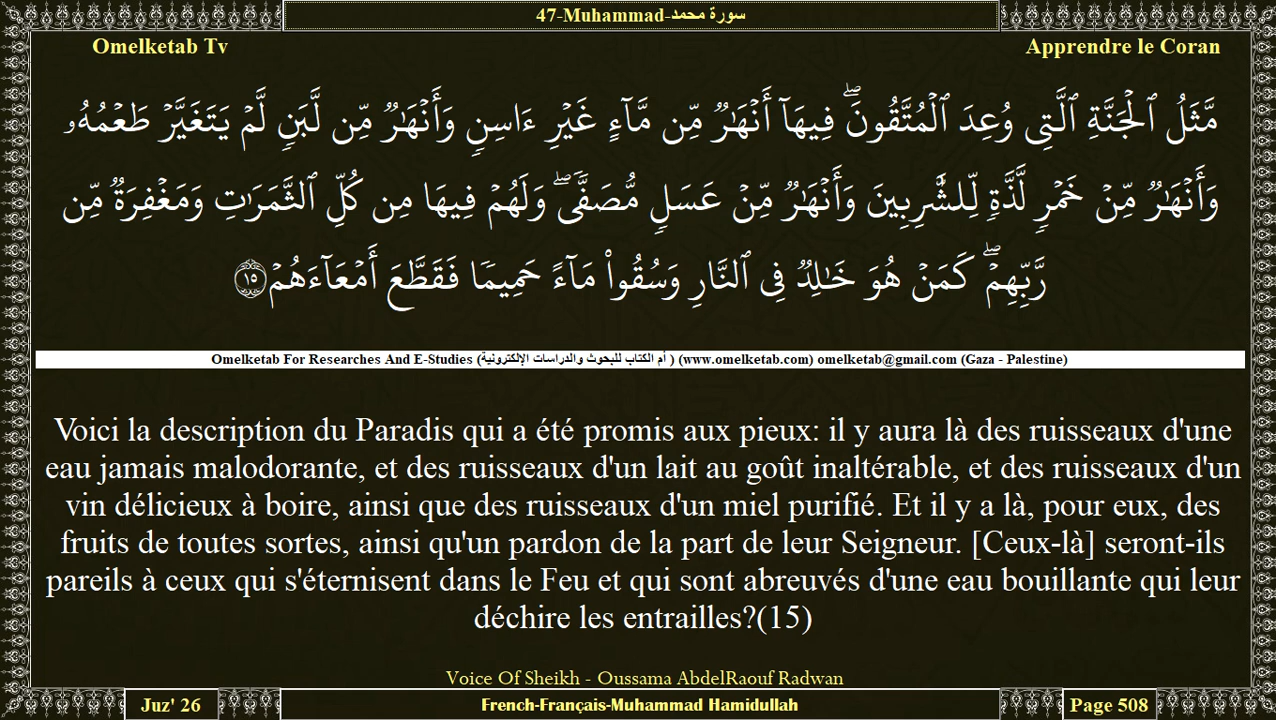 47-Muhammad-سورة محمد
Omelketab Tv
Apprendre le Coran
مَّثَلُ ٱلْجَنَّةِ ٱلَّتِى وُعِدَ ٱلْمُتَّقُونَ ۖ فِيهَآ أَنْهَـٰرٌ مِّن مَّآءٍ غَيْرِ ءَاسِنٍ وَأَنْهَـٰرٌ مِّن لَّبَنٍ لَّمْ يَتَغَيَّرْ طَعْمُهُۥ
وَأَنْهَـٰرٌ مِّنْ خَمْرٍ لَّذَّةٍ لِّلشَّـٰرِبِينَ وَأَنْهَـٰرٌ مِّنْ عَسَلٍ مُّصَفًّى ۖ وَلَهُمْ فِيهَا مِن كُلِّ ٱلثَّمَرَٰتِ وَمَغْفِرَةٌ مِّن
رَّبِّهِمْ ۖ كَمَنْ هُوَ خَـٰلِدٌ فِى ٱلنَّارِ وَسُقُوا۟ مَآءً حَمِيمًا فَقَطَّعَ أَمْعَآءَهُمْ ١٥
Omelketab For Researches And E-Studies (أم الكتاب للبحوث والدراسات الإلكترونية ) (www.omelketab.com) omelketab@gmail.com (Gaza - Palestine)
Voici la description du Paradis qui a été promis aux pieux: il y aura là des ruisseaux d'une
eau jamais malodorante, et des ruisseaux d'un lait au goût inaltérable, et des ruisseaux d'un
vin délicieux à boire, ainsi que des ruisseaux d'un miel purifié. Et il y a là, pour eux, des
fruits de toutes sortes, ainsi qu'un pardon de la part de leur Seigneur. [Ceux-là] seront-ils
pareils à ceux qui s'éternisent dans le Feu et qui sont abreuvés d'une eau bouillante qui leur
déchire les entrailles?(15)
Voice Of Sheikh - Oussama AbdelRaouf Radwan
Juz' 26
French-Français-Muhammad Hamidullah
Page 508